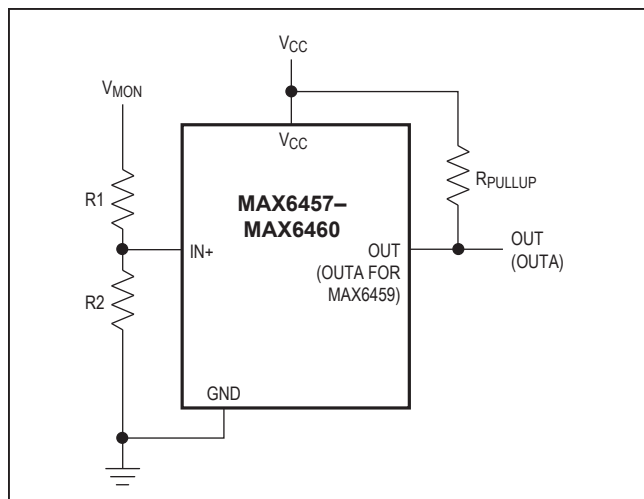 VCC
VMON
VCC
R1
MAX6457–
MAX6460
RPULLUP
IN+
OUT
(OUTA FOR
MAX6459)
OUT
(OUTA)
R2
GND